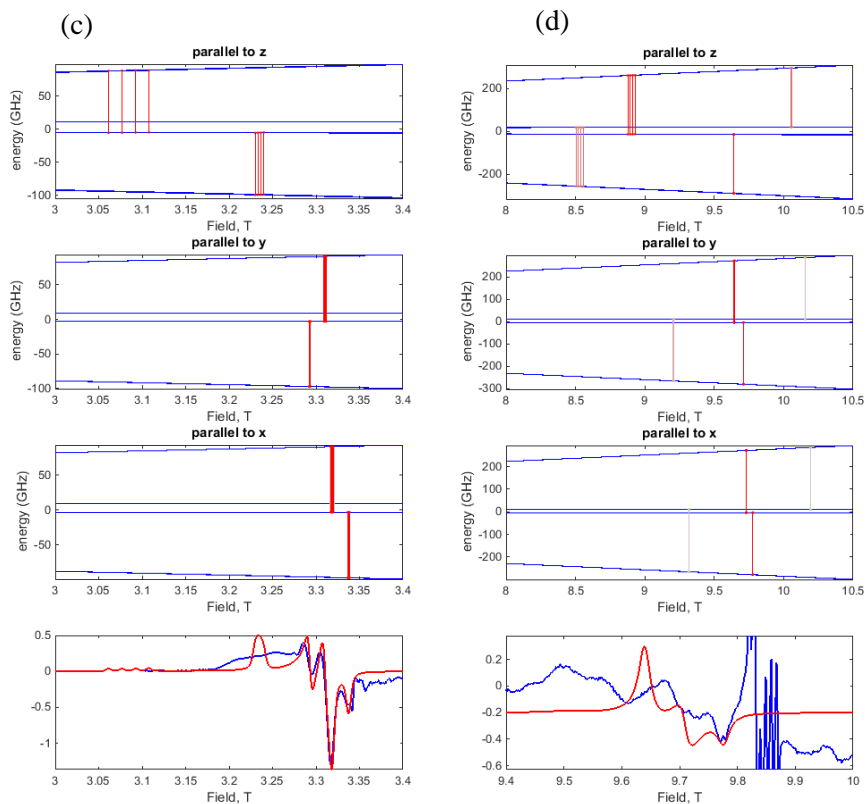 (c)
parallel to z
energy (GHz)
50
0
-50
-100
3 3.05 3.1 3.15 3.2 3.25 3.3 3.35 3.4
Field, T
parallel to y
energy (GHz)
50
0
-50
-100
3 3.05 3.1 3.15 3.2 3.25 3.3 3.35 3.4
Field, T
parallel to x
energy (GHz)
50
0
-50
3 3.05 3.1 3.15 3.2 3.25 3.3 3.35 3.4
Field, T
0.5
0
-0.5
-1
3 3.05 3.1 3.15 3.2 3.25 3.3 3.35 3.4
Field, T
(d)
parallel to z
energy (GHz)
200
0
-200
8 8.5 9 9.5 10 10.5
Field, T
parallel to y
energy (GHz)
200
100
0
-100
-200
-300
8 8.5 9 9.5 10 10.5
Field, T
parallel to x
energy (GHz)
200
100
0
-100
-200
8 8.5 9 9.5 10 10.5
Field, T
0.2
0
-0.2
-0.4
-0.6
9.4 9.5 9.6 9.7 9.8 9.9 10
Field, T